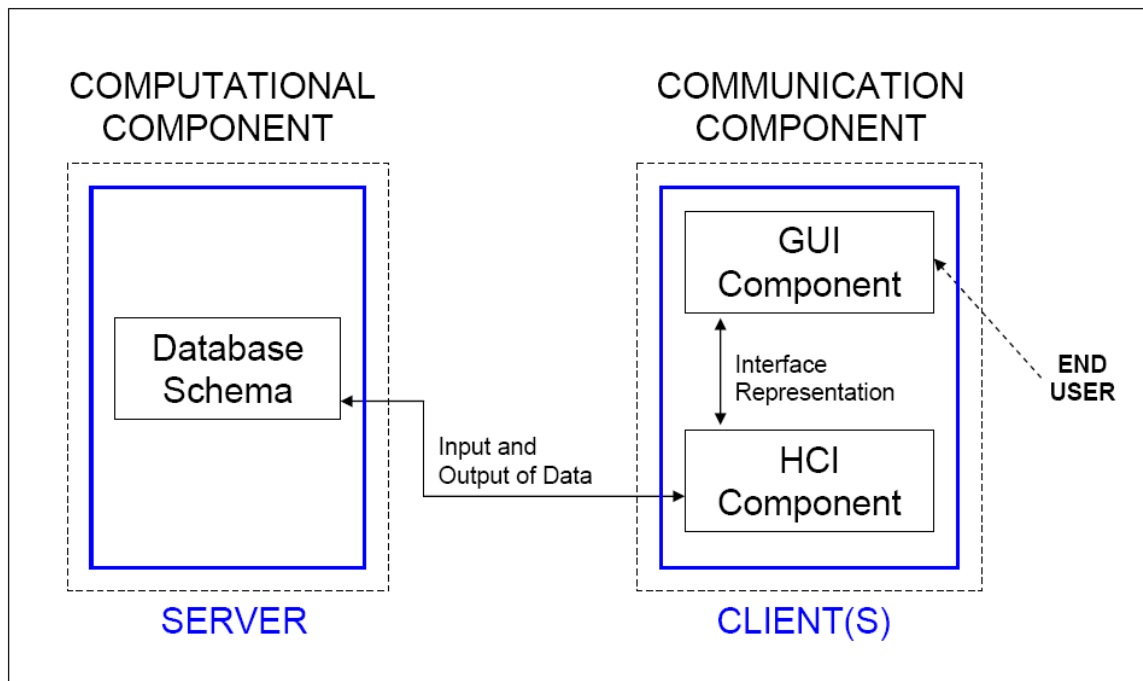 COMPUTATIONAL
COMPONENT
COMMUNICATION
COMPONENT
GUI
Component
Database
Schema
Interface
Representation
END
USER
Input and
Output of Data
HCI
Component
SERVER
CLIENT(S)